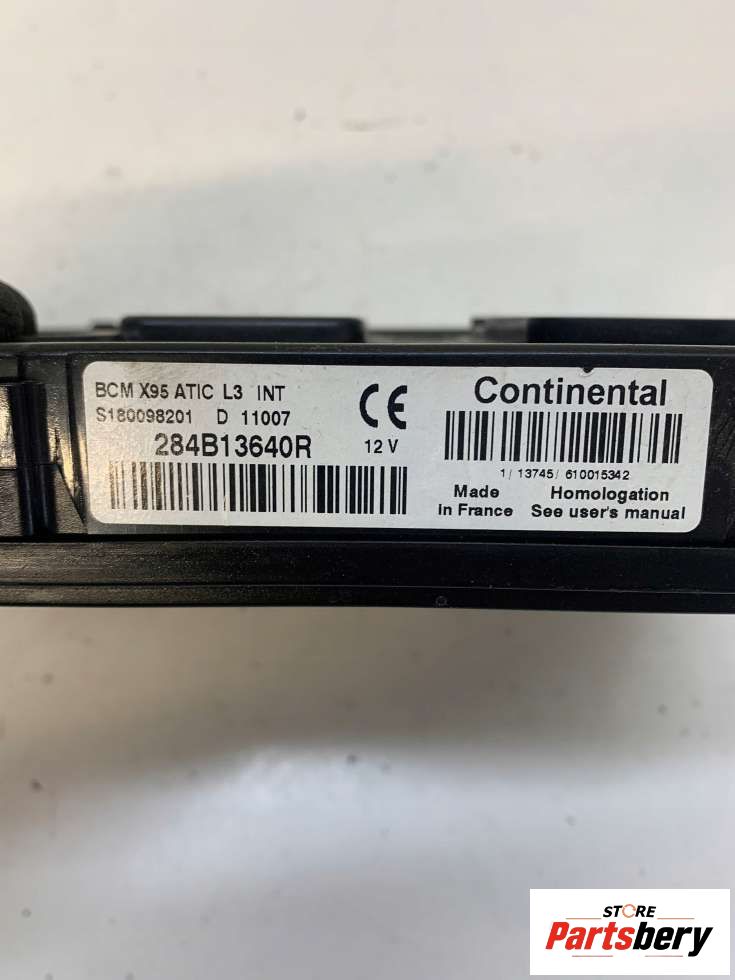 BCM X95 ATIC L3 INT
S180098201 D 11007
284B13640R
CE
12 V
Continental
1/ 13745/ 610015342
Made
In France
Homologation
See user's manual
STORE
Partsbery